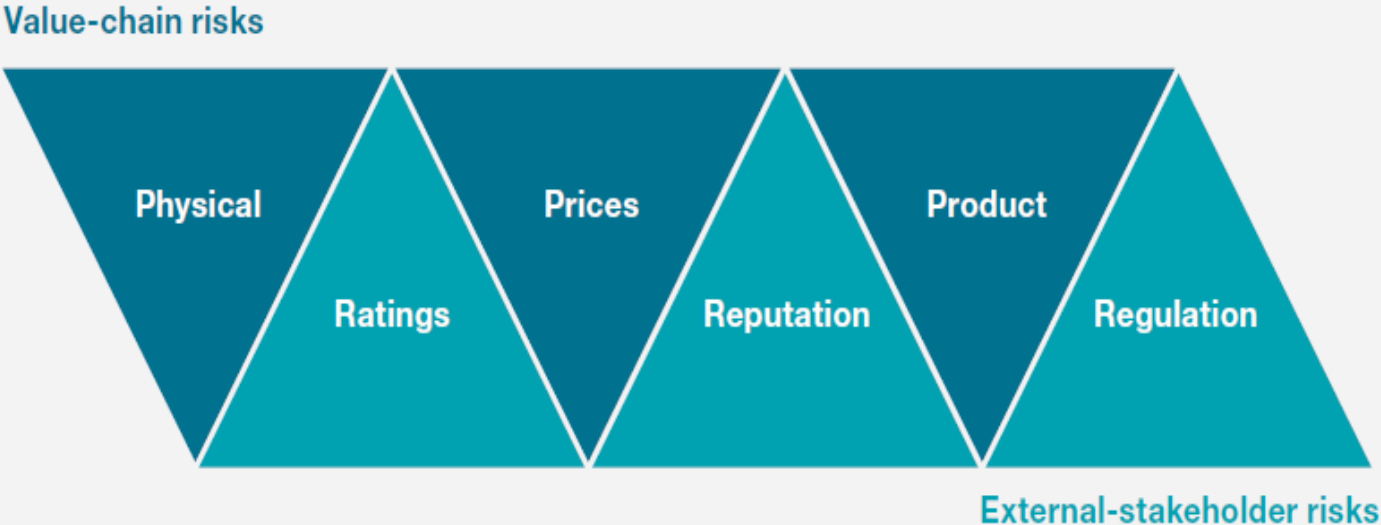 Value-chain risks
Physical
Prices
Product
Ratings
Reputation
Regulation
External-stakeholder risks